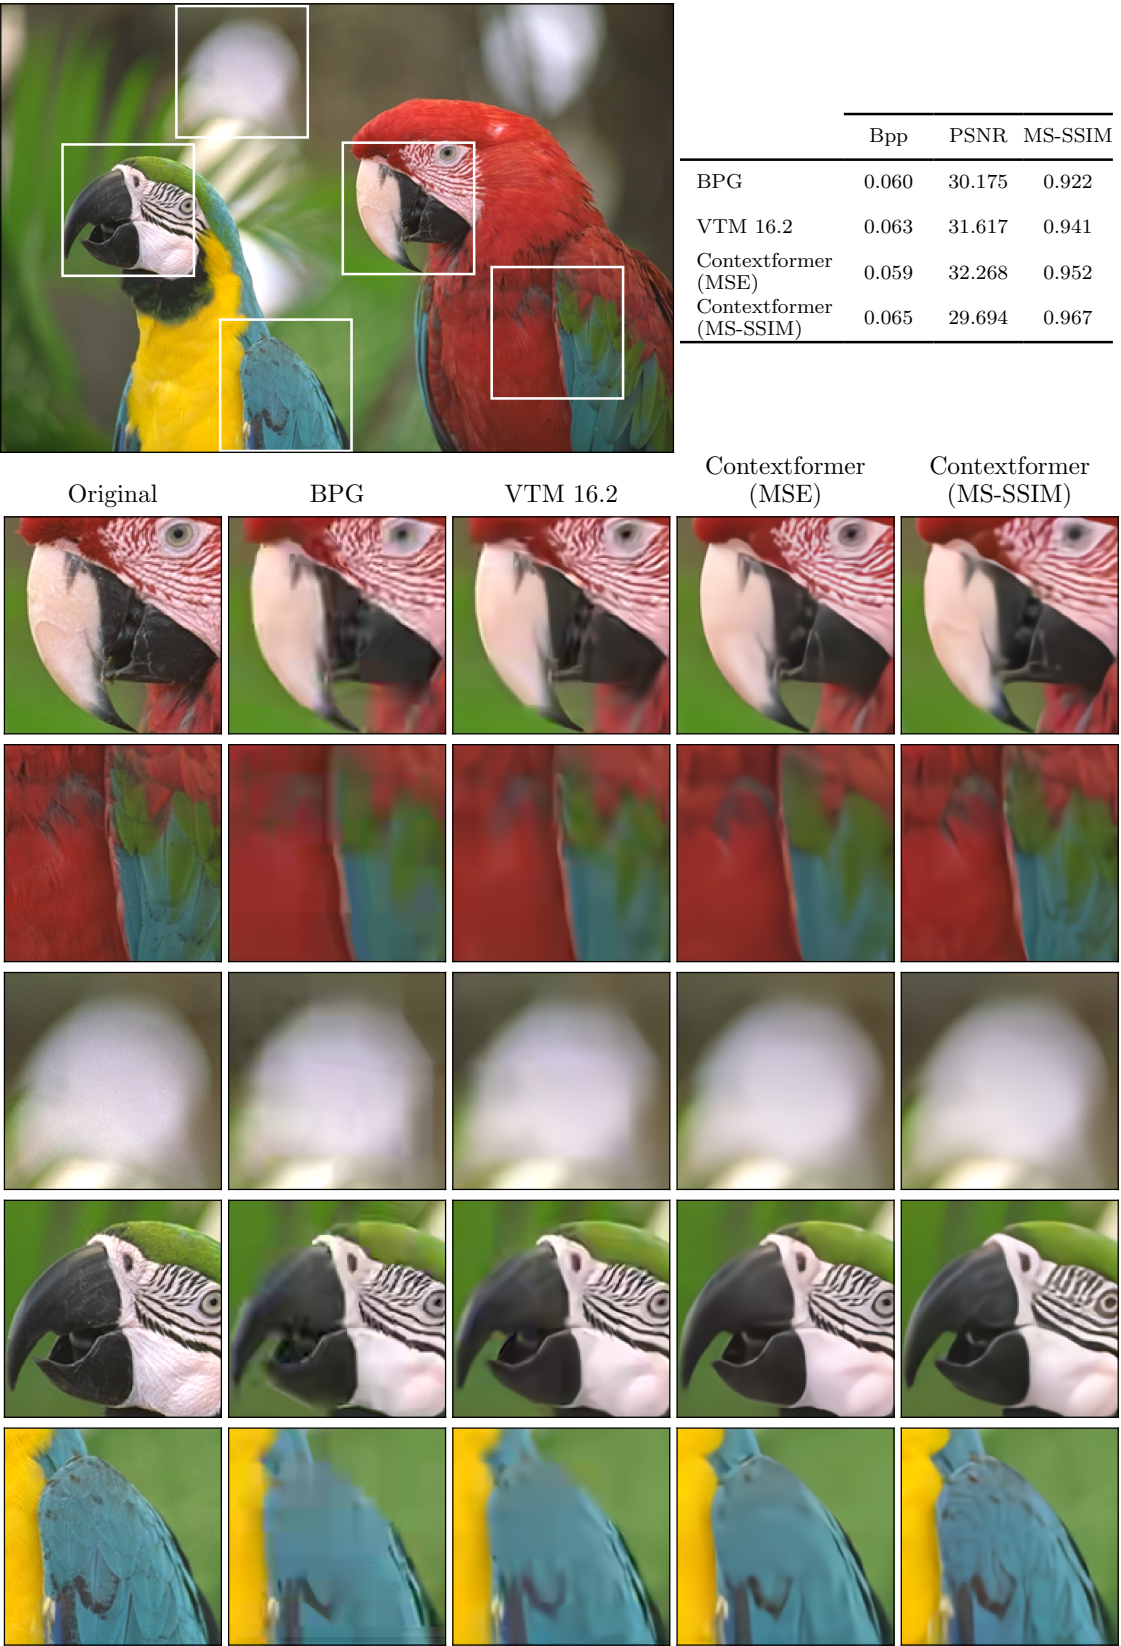 Bpp PSNR MS-SSIM
BPG 0.060 30.175 0.922
VTM 16.2 0.063 31.617 0.941
Contextformer
(MSE) 0.059 32.268 0.952
Contextformer
(MS-SSIM) 0.065 29.694 0.967
Original BPG VTM 16.2 Contextformer
(MSE) Contextformer
(MS-SSIM)